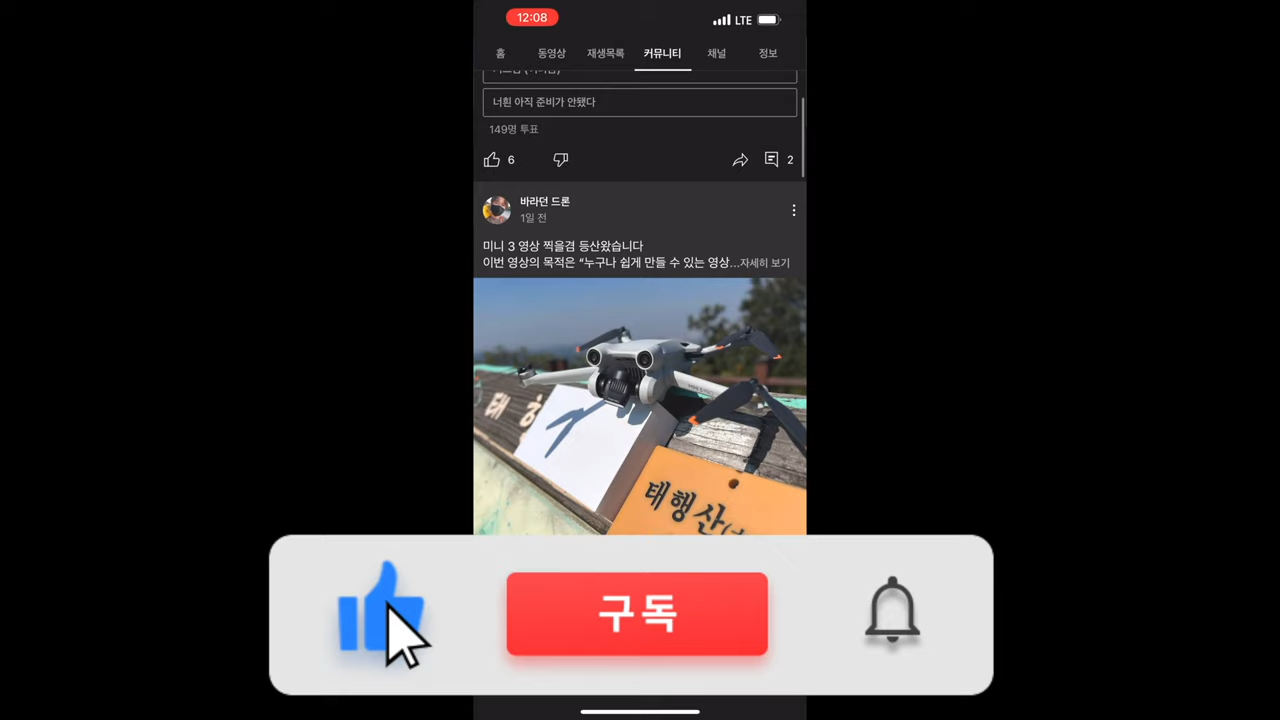 12:08
LTE
홈 동영상 재생목록 커뮤니티 채널 정보
너흰 아직 준비가 안됐다
149명 투표
6
2
바라던 드론
1일 전
미니 3 영상 찍을겸 등산왔습니다
이번 영상의 목적은 “누구나 쉽게 만들 수 있는 영상...자세히 보기
태
태행산(
구독